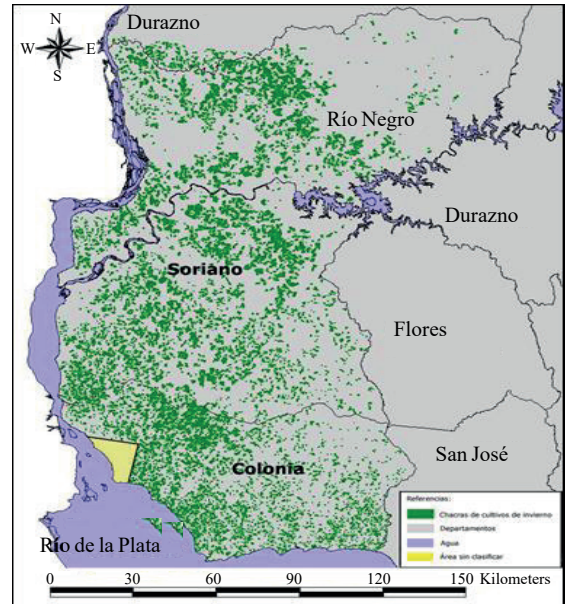 N
W E
S
Durazno
Río Negro
Durazno
Soriano
Flores
San José
Colonia
Río de la Plata
Referencias:
Chacras de cultivos de invierno
Departamentos
Agua
Área sin clasificar
0 30 60 90 120 150 Kilometers